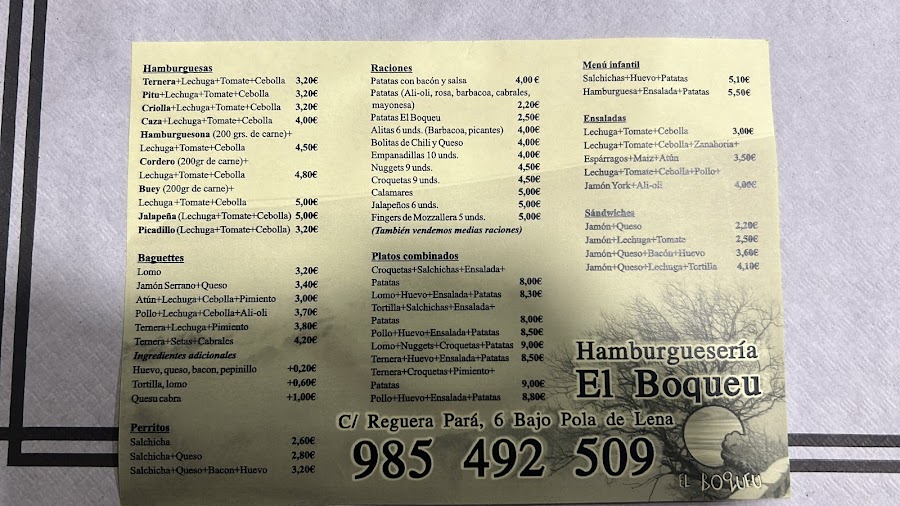 Hamburguesas
Ternera+Lechuga+Tomate+Cebolla 3,20€
Pitu+Lechuga+Tomate+Cebolla 3,20€
Criolla+Lechuga+Tomate+Cebolla 3,20€
Caza+Lechuga+Tomate+Cebolla 4,00€
Hamburguesona (200 grs. de carne)+
Lechuga+Tomate+Cebolla 4,50€
Cordero (200gr de carne)+
Lechuga+Tomate+Cebolla 4,80€
Buey (200gr de carne)+
Lechuga+Tomate+Cebolla 5,00€
Jalapeña (Lechuga+Tomate+Cebolla) 5,00€
Picadillo (Lechuga+Tomate+Cebolla) 3,20€
Baguettes
Lomo 3,20€
Jamón Serrano+Queso 3,40€
Atún+Lechuga+Cebolla+Pimiento 3,00€
Pollo+Lechuga+Cebolla+Ali-oli 3,70€
Ternera+Lechuga+Pimiento 3,80€
Ternera+Setas+Cabrales 4,20€
Ingredientes adicionales
Huevo, queso, bacon, pepinillo +0,20€
Tortilla, lomo +0,60€
Quesu cabra +1,00€
Perritos
Salchicha 2,60€
Salchicha+Queso 2,80€
Salchicha+Queso+Bacon+Huevo 3,20€
Raciones
Patatas con bacón y salsa 4,00 €
Patatas (Ali-oli, rosa, barbacoa, cabrales,
mayonesa) 2,20€
Patatas El Boqueu 2,50€
Alitas 6 unds. (Barbacoa, picantes) 4,00€
Bolitas de Chili y Queso 4,00€
Empanadillas 10 unds. 4,00€
Nuggets 9 unds. 4,50€
Croquetas 9 unds. 4,50€
Calamares 5,00€
Jalapeños 6 unds. 5,00€
Fingers de Mozzallera 5 unds. 5,00€
(También vendemos medias raciones)
Platos combinados
Croquetas+Salchichas+Ensalada+
Patatas 8,00€
Lomo+Huevo+Ensalada+Patatas 8,30€
Tortilla+Salchichas+Ensalada+
Patatas 8,00€
Pollo+Huevo+Ensalada+Patatas 8,50€
Lomo+Nuggets+Croquetas+Patatas 9,00€
Ternera+Huevo+Ensalada+Patatas 8,50€
Ternera+Croquetas+Pimiento+
Patatas 9,00€
Pollo+Huevo+Ensalada+Patatas 8,80€
Menú infantil
Salchichas+Huevo+Patatas 5,10€
Hamburguesa+Ensalada+Patatas 5,50€
Ensaladas
Lechuga+Tomate+Cebolla 3,00€
Lechuga+Tomate+Cebolla+Zanahoria+
Espárragos+Maiz+Atún 3,50€
Lechuga+Tomate+Cebolla+Pollo+
Jamón York+Ali-oli 4,00€
Sándwiches
Jamón+Queso 2,20€
Jamón+Lechuga+Tomate 2,50€
Jamón+Queso+Bacón+Huevo 3,60€
Jamón+Queso+Lechuga+Tortilla 4,10€
Hamburguesería
El Boqueu
C/ Reguera Pará, 6 Bajo Pola de Lena
985 492 509
EL BOQUEU